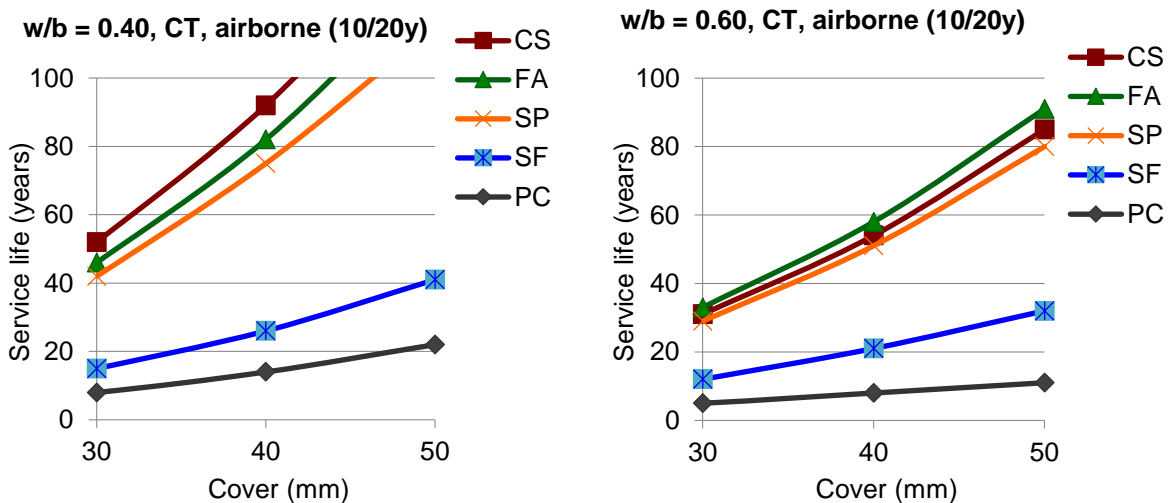 w/b = 0.40, CT, airborne (10/20y)
CS
FA
SP
SF
PC
Service life (years)
100
80
60
40
20
0
30 40 50
Cover (mm)
w/b = 0.60, CT, airborne (10/20y)
CS
FA
SP
SF
PC
Service life (years)
100
80
60
40
20
0
30 40 50
Cover (mm)